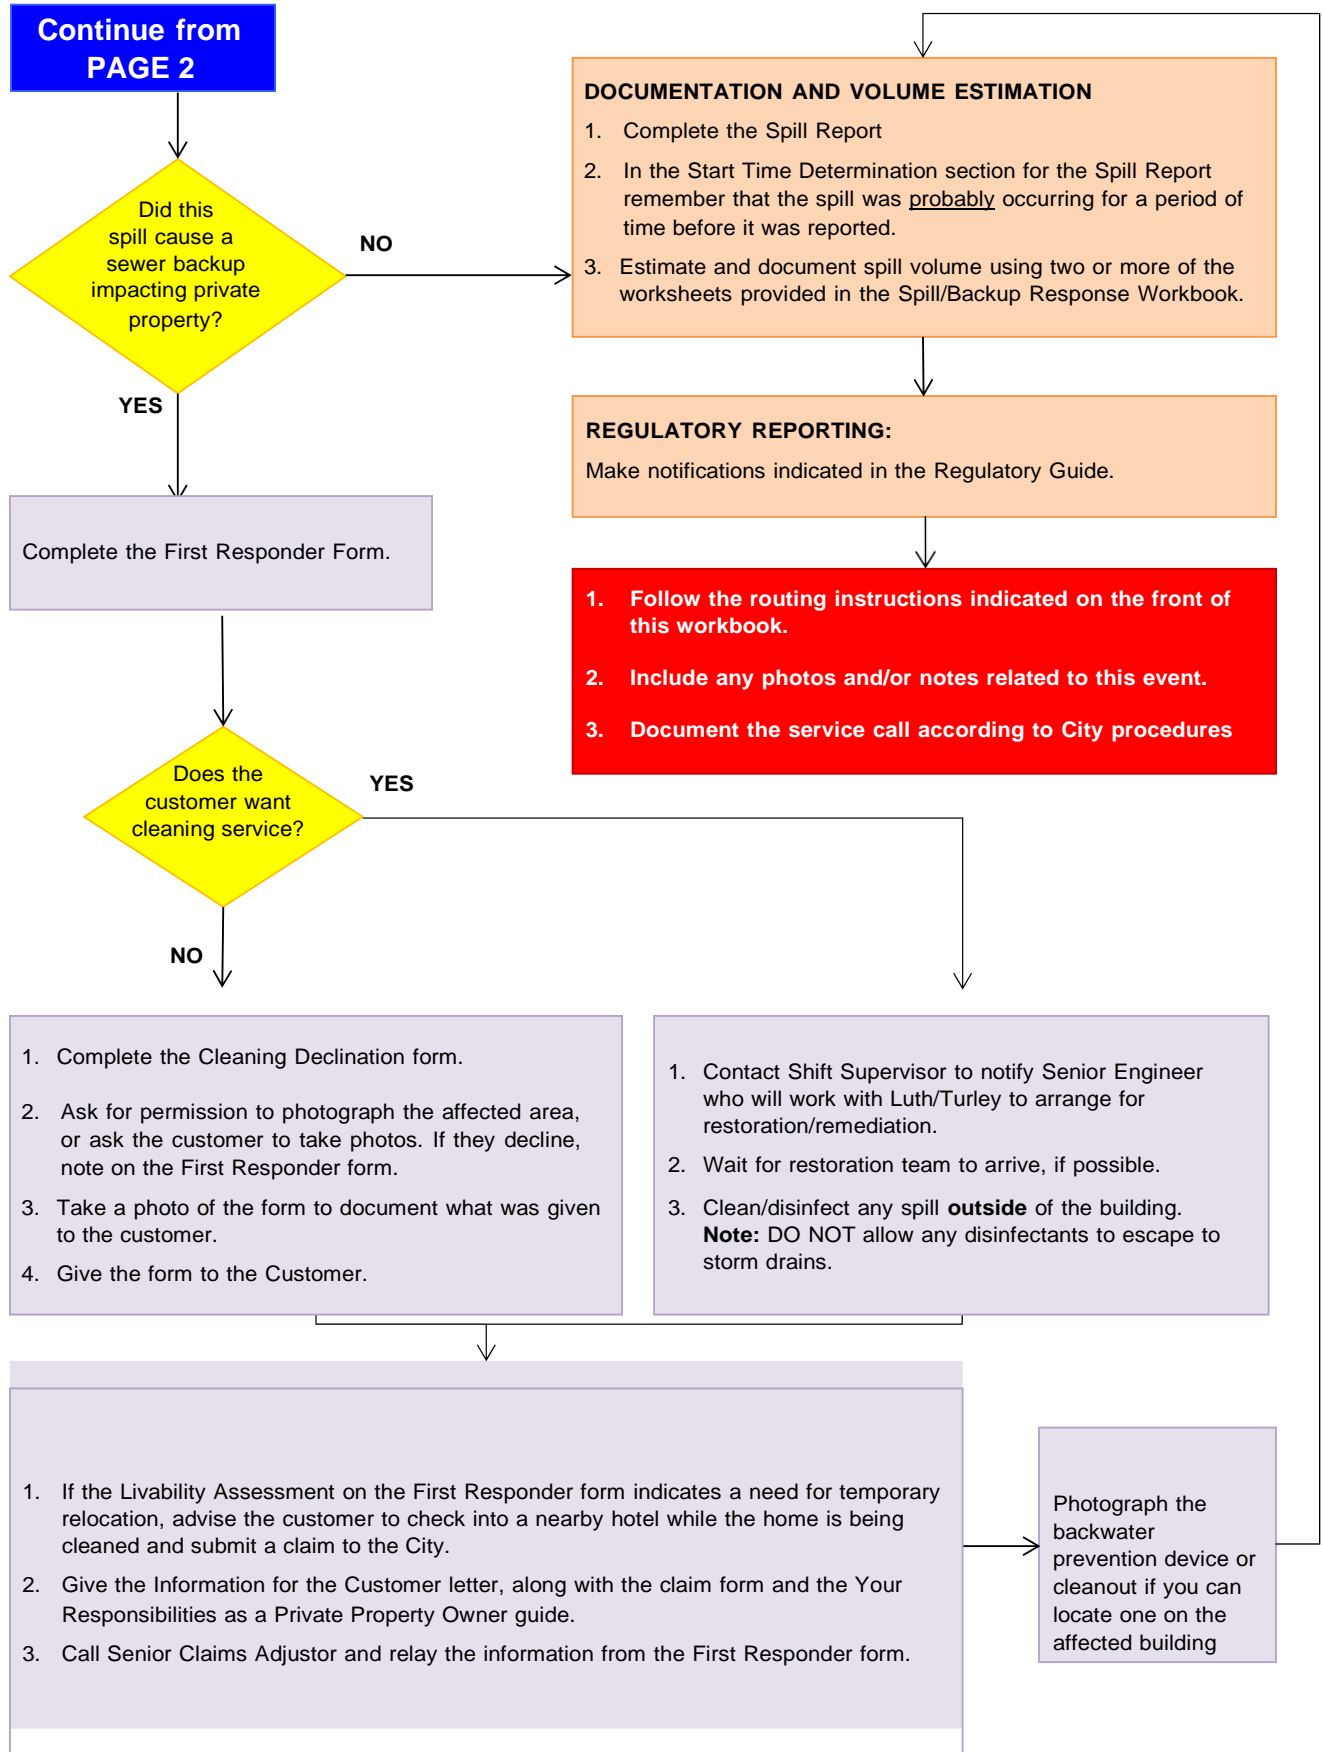 Continue from
PAGE 2
Did this
spill cause a
sewer backup
impacting private
property?
NO
YES
DOCUMENTATION AND VOLUME ESTIMATION
1. Complete the Spill Report
2. In the Start Time Determination section for the Spill Report
remember that the spill was probably occurring for a period of
time before it was reported.
3. Estimate and document spill volume using two or more of the
worksheets provided in the Spill/Backup Response Workbook.
REGULATORY REPORTING:
Make notifications indicated in the Regulatory Guide.
1. Follow the routing instructions indicated on the front of
this workbook.
2. Include any photos and/or notes related to this event.
3. Document the service call according to City procedures
Complete the First Responder Form.
Does the
customer want
cleaning service?
YES
NO
1. Complete the Cleaning Declination form.
2. Ask for permission to photograph the affected area,
or ask the customer to take photos. If they decline,
note on the First Responder form.
3. Take a photo of the form to document what was given
to the customer.
4. Give the form to the Customer.
1. Contact Shift Supervisor to notify Senior Engineer
who will work with Luth/Turley to arrange for
restoration/remediation.
2. Wait for restoration team to arrive, if possible.
3. Clean/disinfect any spill outside of the building.
Note: DO NOT allow any disinfectants to escape to
storm drains.
1. If the Livability Assessment on the First Responder form indicates a need for temporary
relocation, advise the customer to check into a nearby hotel while the home is being
cleaned and submit a claim to the City.
2. Give the Information for the Customer letter, along with the claim form and the Your
Responsibilities as a Private Property Owner guide.
3. Call Senior Claims Adjustor and relay the information from the First Responder form.
Photograph the
backwater
prevention device or
cleanout if you can
locate one on the
affected building